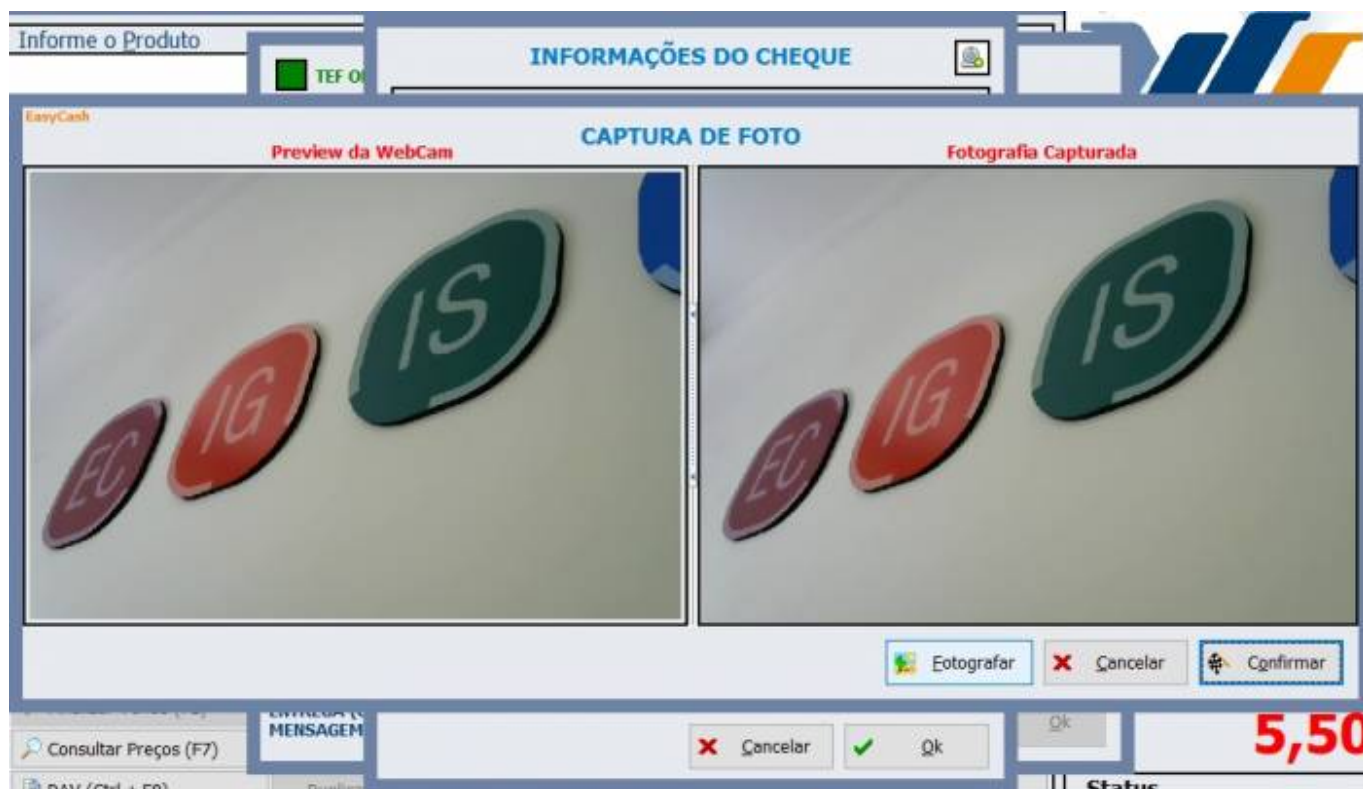 Informe o Produto
INFORMAÇÕES DO CHEQUE
TEF
EasyCash
CAPTURA DE FOTO
Preview da WebCam
Fotografia Capturada
IS
IG
EC
IS
IG
EC
Fotografar
Cancelar
Confirmar
MENSAGEM
Ok
5,50
Consultar Preços (F7)
Cancelar
Ok
Status